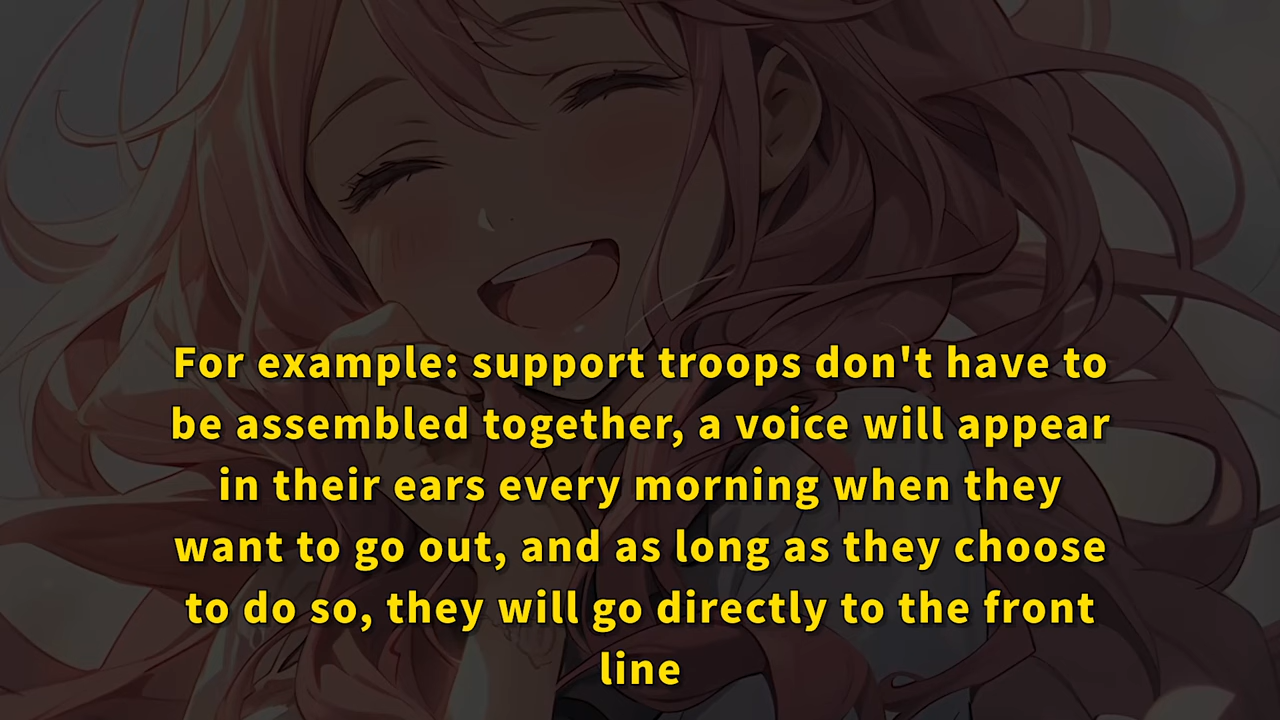 For example: support troops don't have to
be assembled together, a voice will appear
in their ears every morning when they
want to go out, and as long as they choose
to do so, they will go directly to the front
line